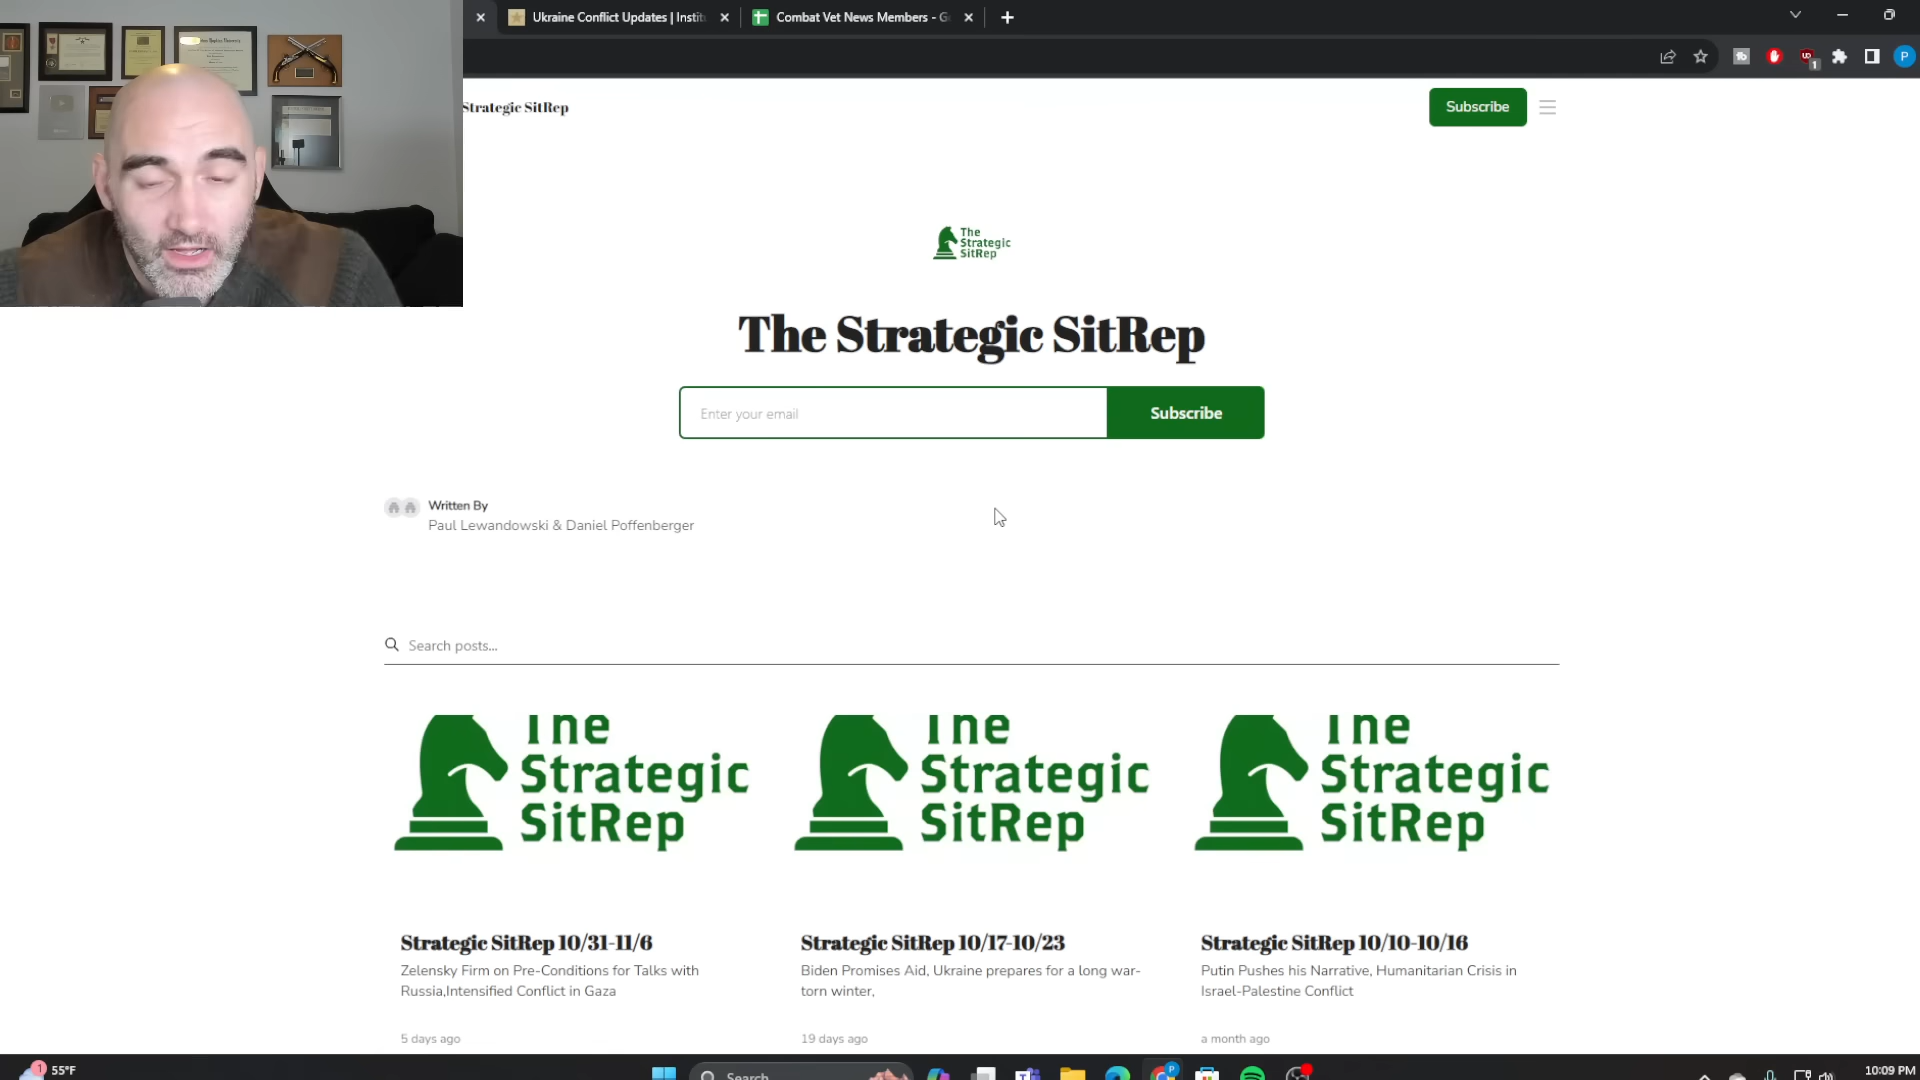 Ukraine Conflict Updates | Instit
Combat Vet News Members - G
1
P
Strategic SitRep
Subscribe
The
Strategic
SitRep
The Strategic SitRep
Enter your email
Subscribe
Written By
Paul Lewandowski & Daniel Poffenberger
Search posts...
The
Strategic
SitRep
The
Strategic
SitRep
The
Strategic
SitRep
Strategic SitRep 10/31-11/6
Zelensky Firm on Pre-Conditions for Talks with
Russia,Intensified Conflict in Gaza
5 days ago
Strategic SitRep 10/17-10/23
Biden Promises Aid, Ukraine prepares for a long war-
torn winter,
19 days ago
Strategic SitRep 10/10-10/16
Putin Pushes his Narrative, Humanitarian Crisis in
Israel-Palestine Conflict
a month ago
1
55°F
Search
P
10:09 PM